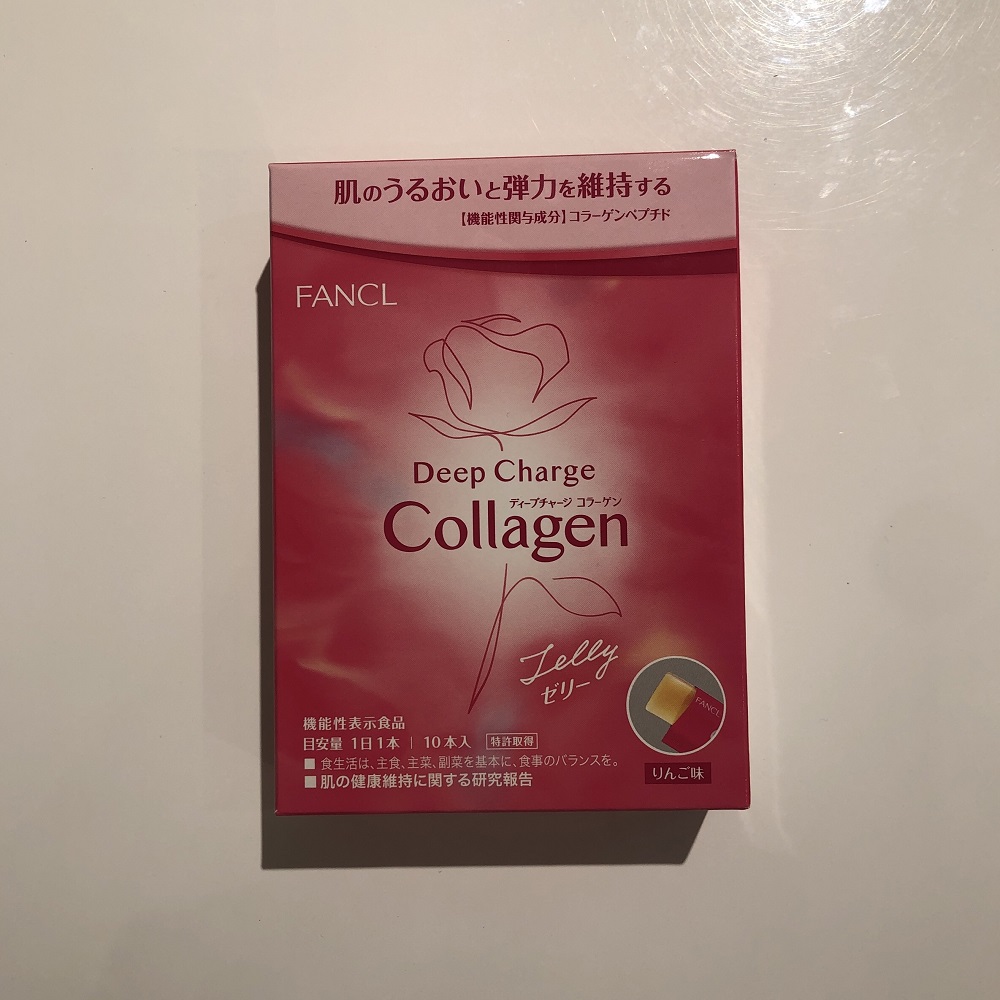 肌のうるおいと弾力を維持する
【機能性関与成分】コラーゲンペプチド
FANCL
Deep Charge
ディープチャージ コラーゲン
Collagen
Jelly
ゼリー
FANCL
りんご味
機能性表示食品
目安量 1日1本 | 10本入 特許取得
■ 食生活は、主食、主菜、副菜を基本に、食事のバランスを。
■ 肌の健康維持に関する研究報告